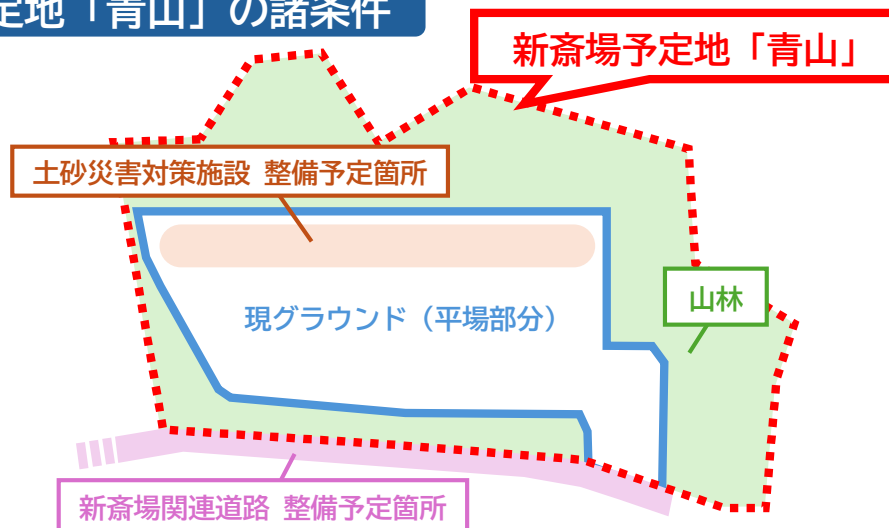 定地「青山」の諸条件
新斎場予定地「青山」
土砂災害対策施設 整備予定箇所
現グラウンド（平場部分）
山林
新斎場関連道路 整備予定箇所